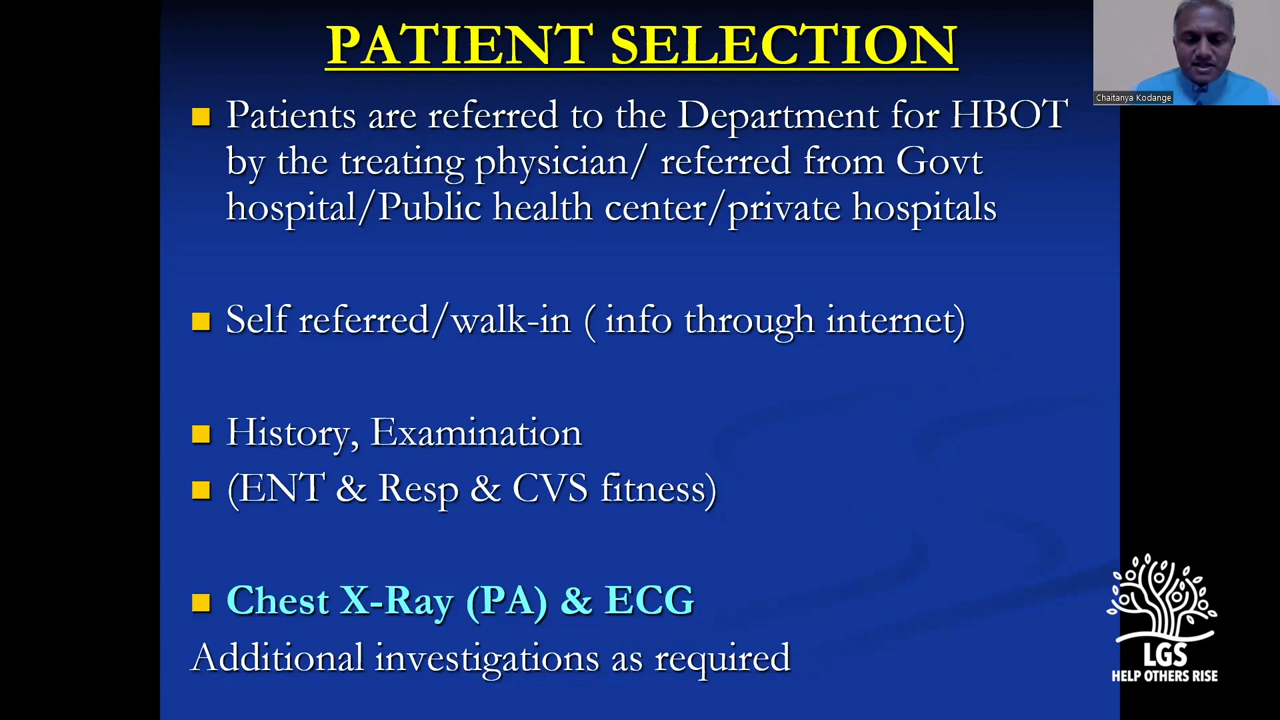 PATIENT SELECTION
Patients are referred to the Department for HBOT
by the treating physician/ referred from Govt
hospital/Public health center/private hospitals
Self referred/walk-in ( info through internet)
History, Examination
(ENT & Resp & CVS fitness)
Chest X-Ray (PA) & ECG
Additional investigations as required
Chaitanya Kodange
LGS
HELP OTHERS RISE